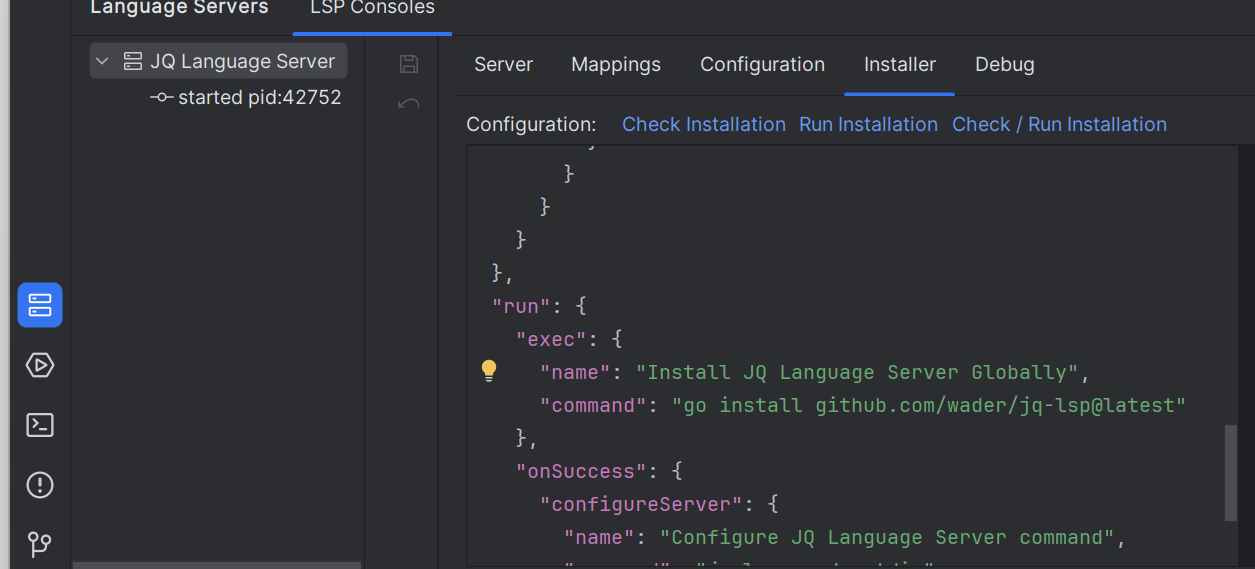 Language Servers LSP Consoles
JQ Language Server
started pid:42752
Server Mappings Configuration Installer Debug
Configuration: Check Installation Run Installation Check / Run Installation
}
}
}
},
"run": {
"exec": {
"name": "Install JQ Language Server Globally",
"command": "go install github.com/wader/jq-lsp@latest"
},
"onSuccess": {
"configureServer": {
"name": "Configure JQ Language Server command",